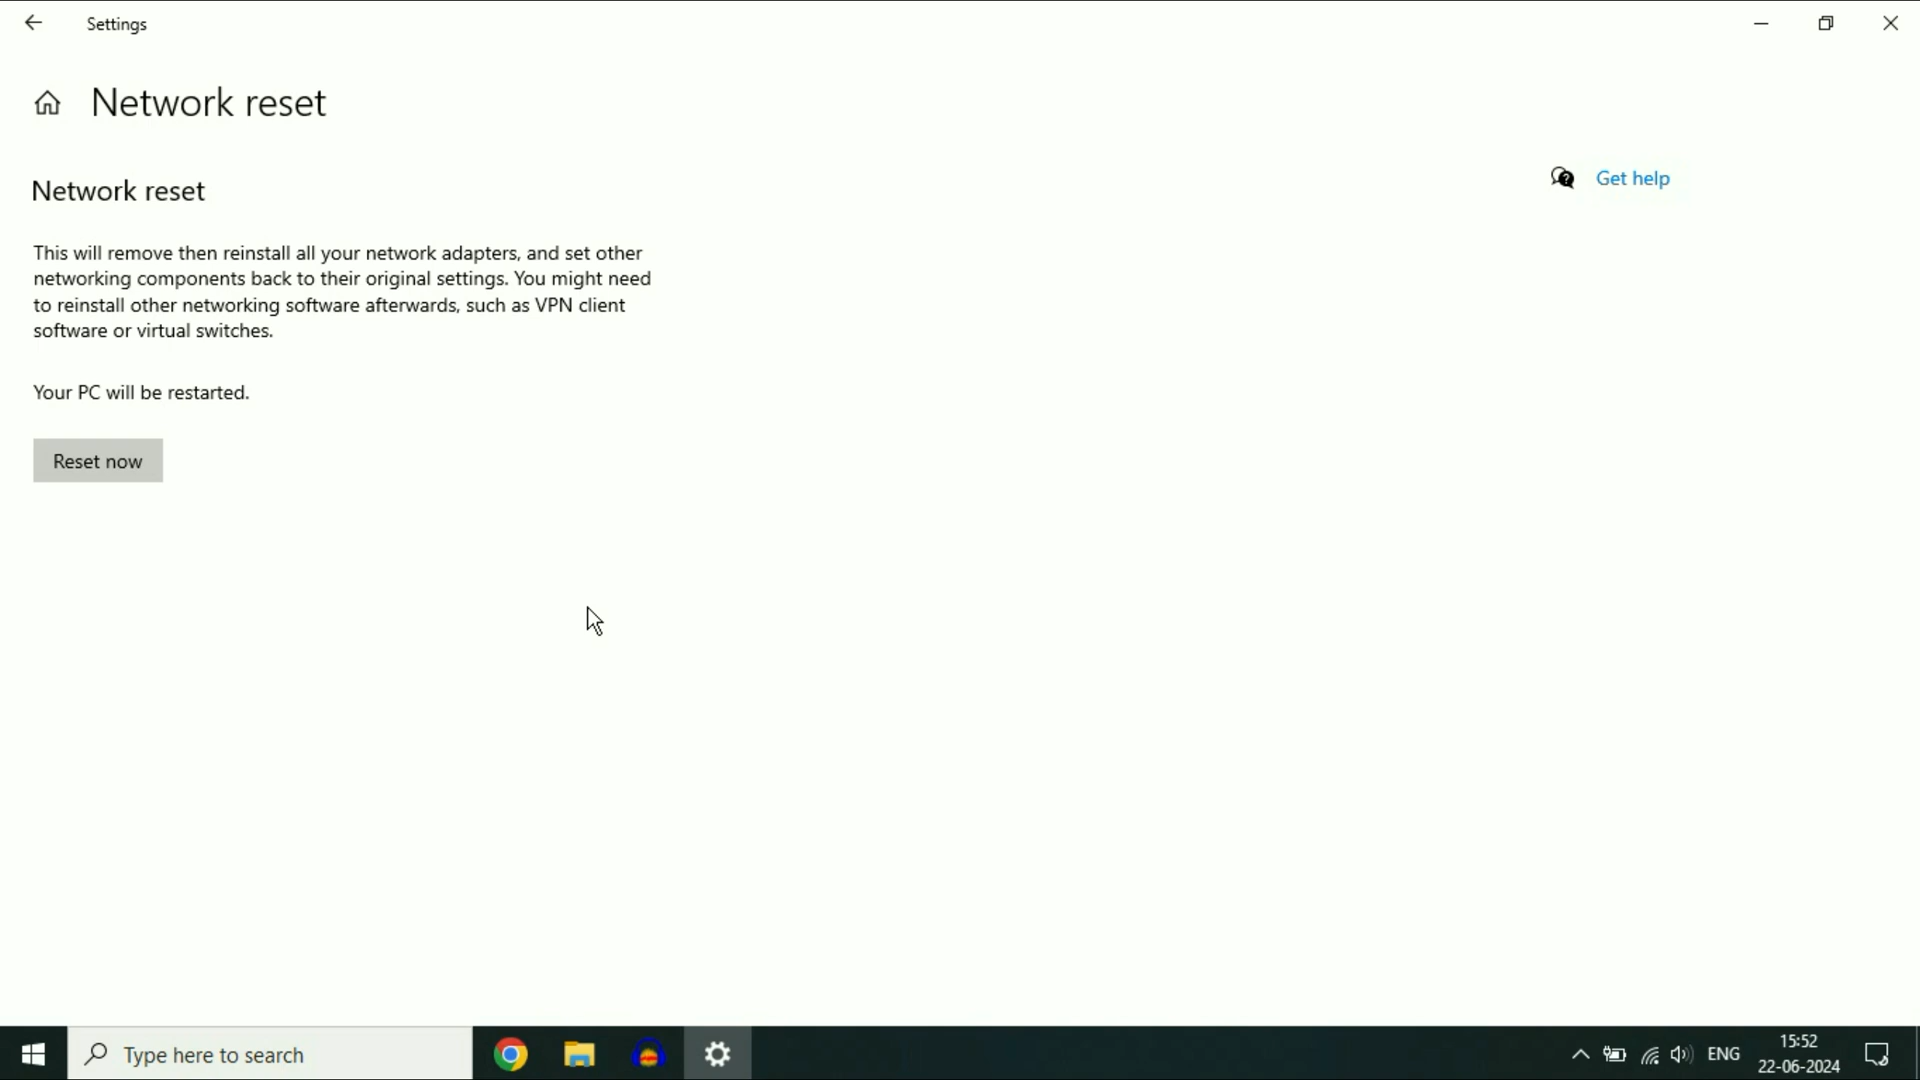 Settings
Network reset
Network reset
Get help
This will remove then reinstall all your network adapters, and set other
networking components back to their original settings. You might need
to reinstall other networking software afterwards, such as VPN client
software or virtual switches.
Your PC will be restarted.
Reset now
Type here to search
ENG
15:52
22-06-2024